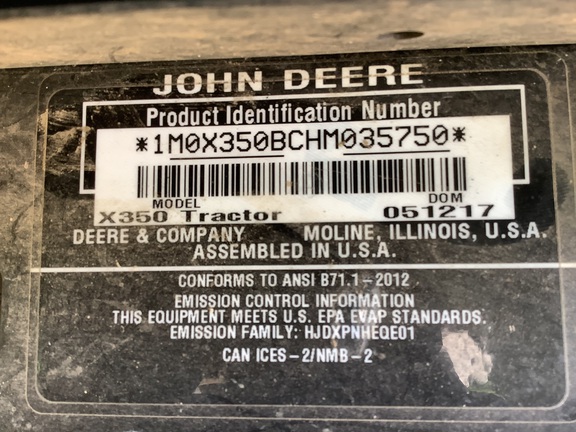 JOHN DEERE
Product Identification Number
*1M0X350BCHM035750*
MODEL DOM
X350 Tractor 051217
DEERE & COMPANY MOLINE, ILLINOIS, U.S.A.
ASSEMBLED IN U.S.A.
CONFORMS TO ANSI B71.1-2012
EMISSION CONTROL INFORMATION
THIS EQUIPMENT MEETS U.S. EPA EVAP STANDARDS.
EMISSION FAMILY: HJDXPNHEQE01
CAN ICES-2/NMB-2